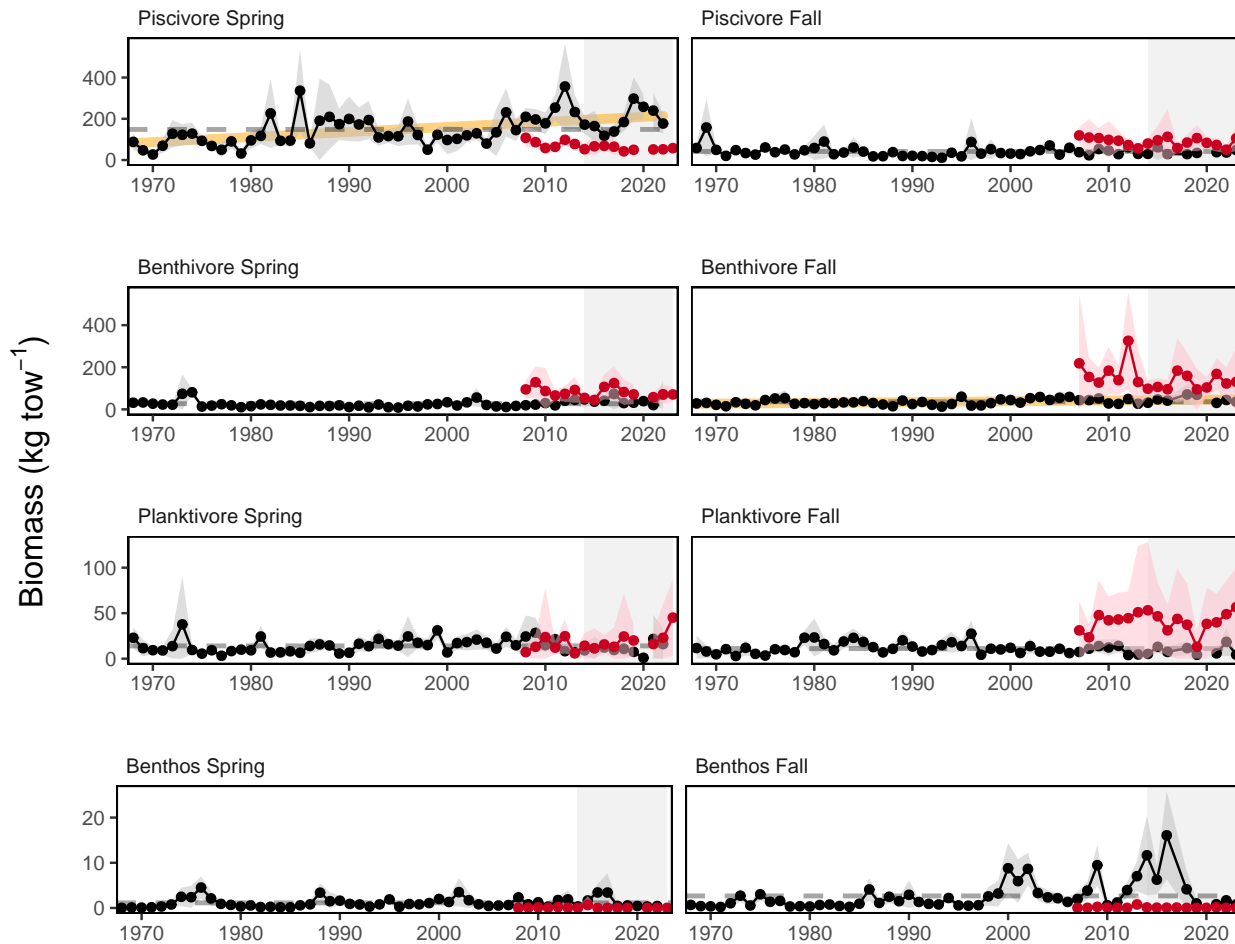 Piscivore Spring Piscivore Fall
400
200
0
1970 1980 1990 2000 2010 2020 1970 1980 1990 2000 2010 2020
Benthivore Spring Benthivore Fall
400
200
0
1970 1980 1990 2000 2010 2020 1970 1980 1990 2000 2010 2020
Biomass (kg tow⁻¹)
Planktivore Spring Planktivore Fall
100
50
0
1970 1980 1990 2000 2010 2020 1970 1980 1990 2000 2010 2020
Benthos Spring Benthos Fall
20
10
0
1970 1980 1990 2000 2010 2020 1970 1980 1990 2000 2010 2020